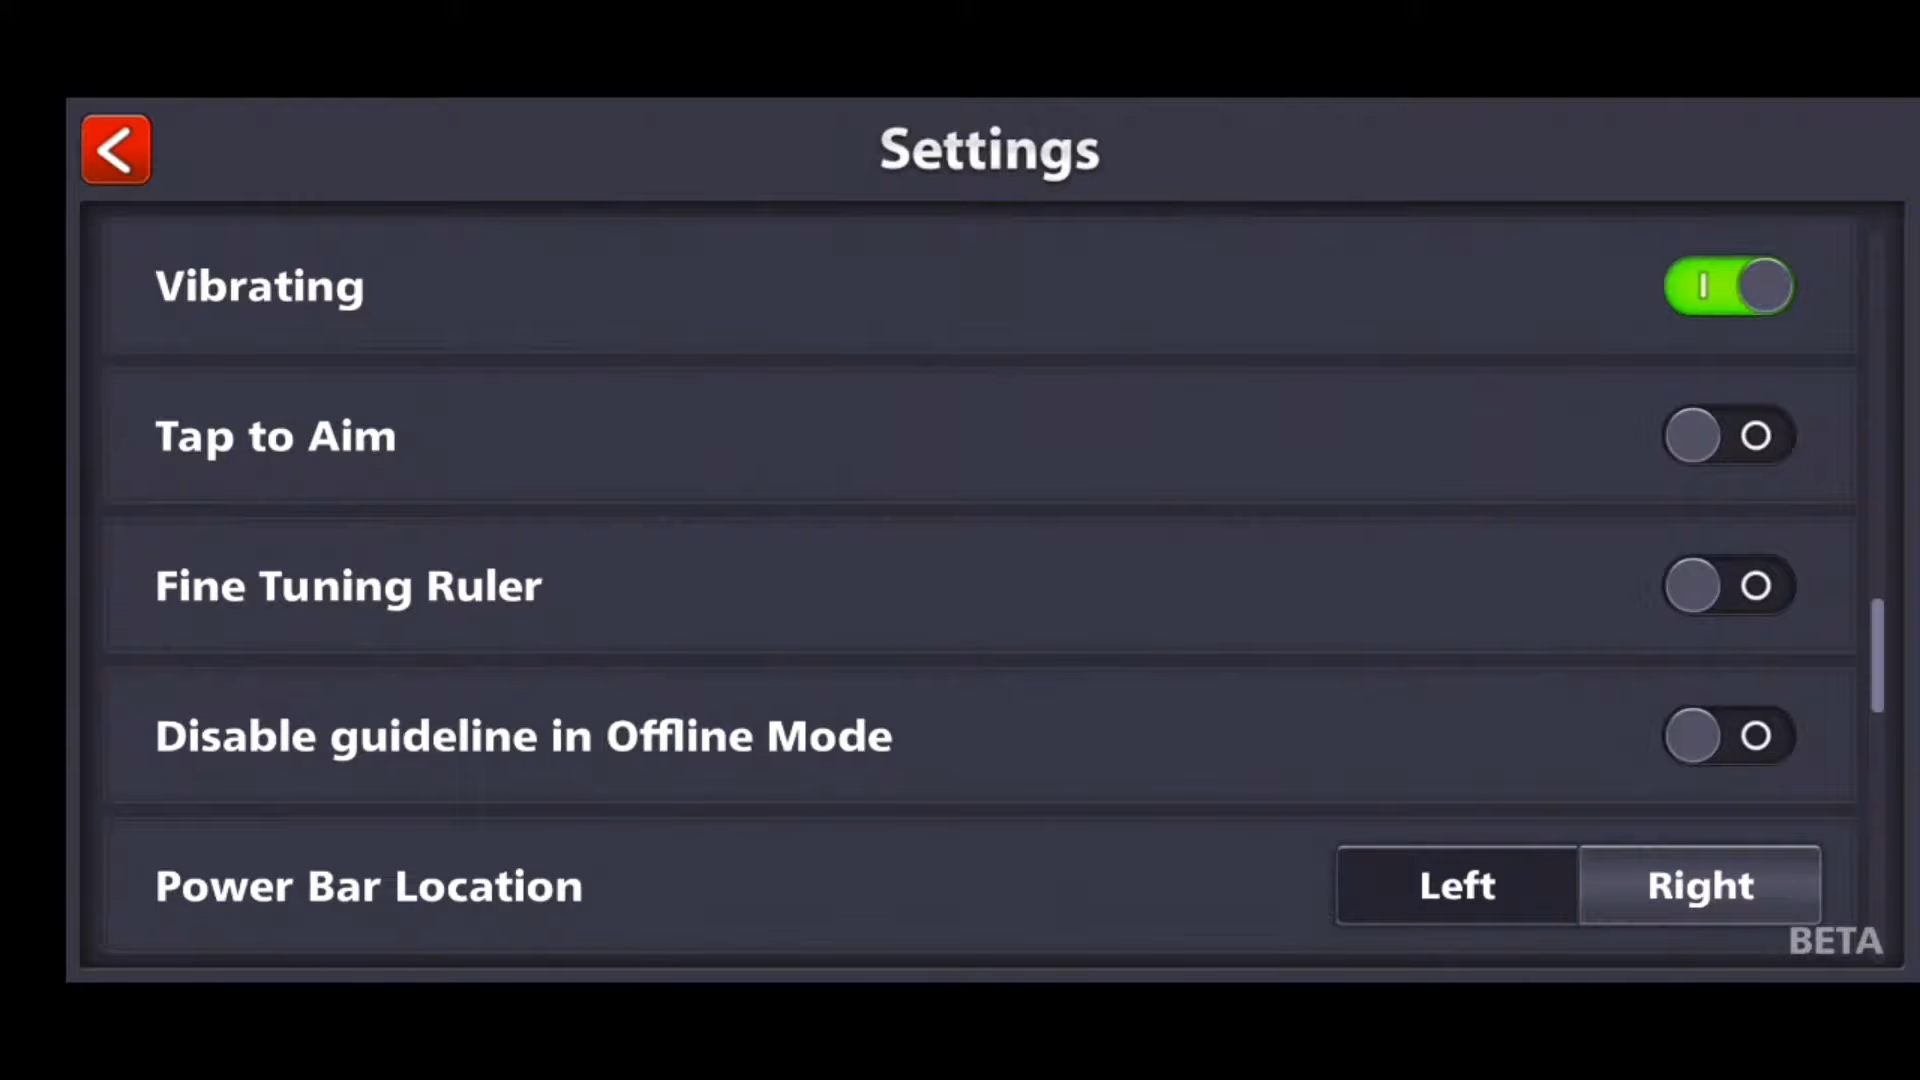 Settings
Vibrating
Tap to Aim
Fine Tuning Ruler
Disable guideline in Offline Mode
Power Bar Location
Left
Right
BETA